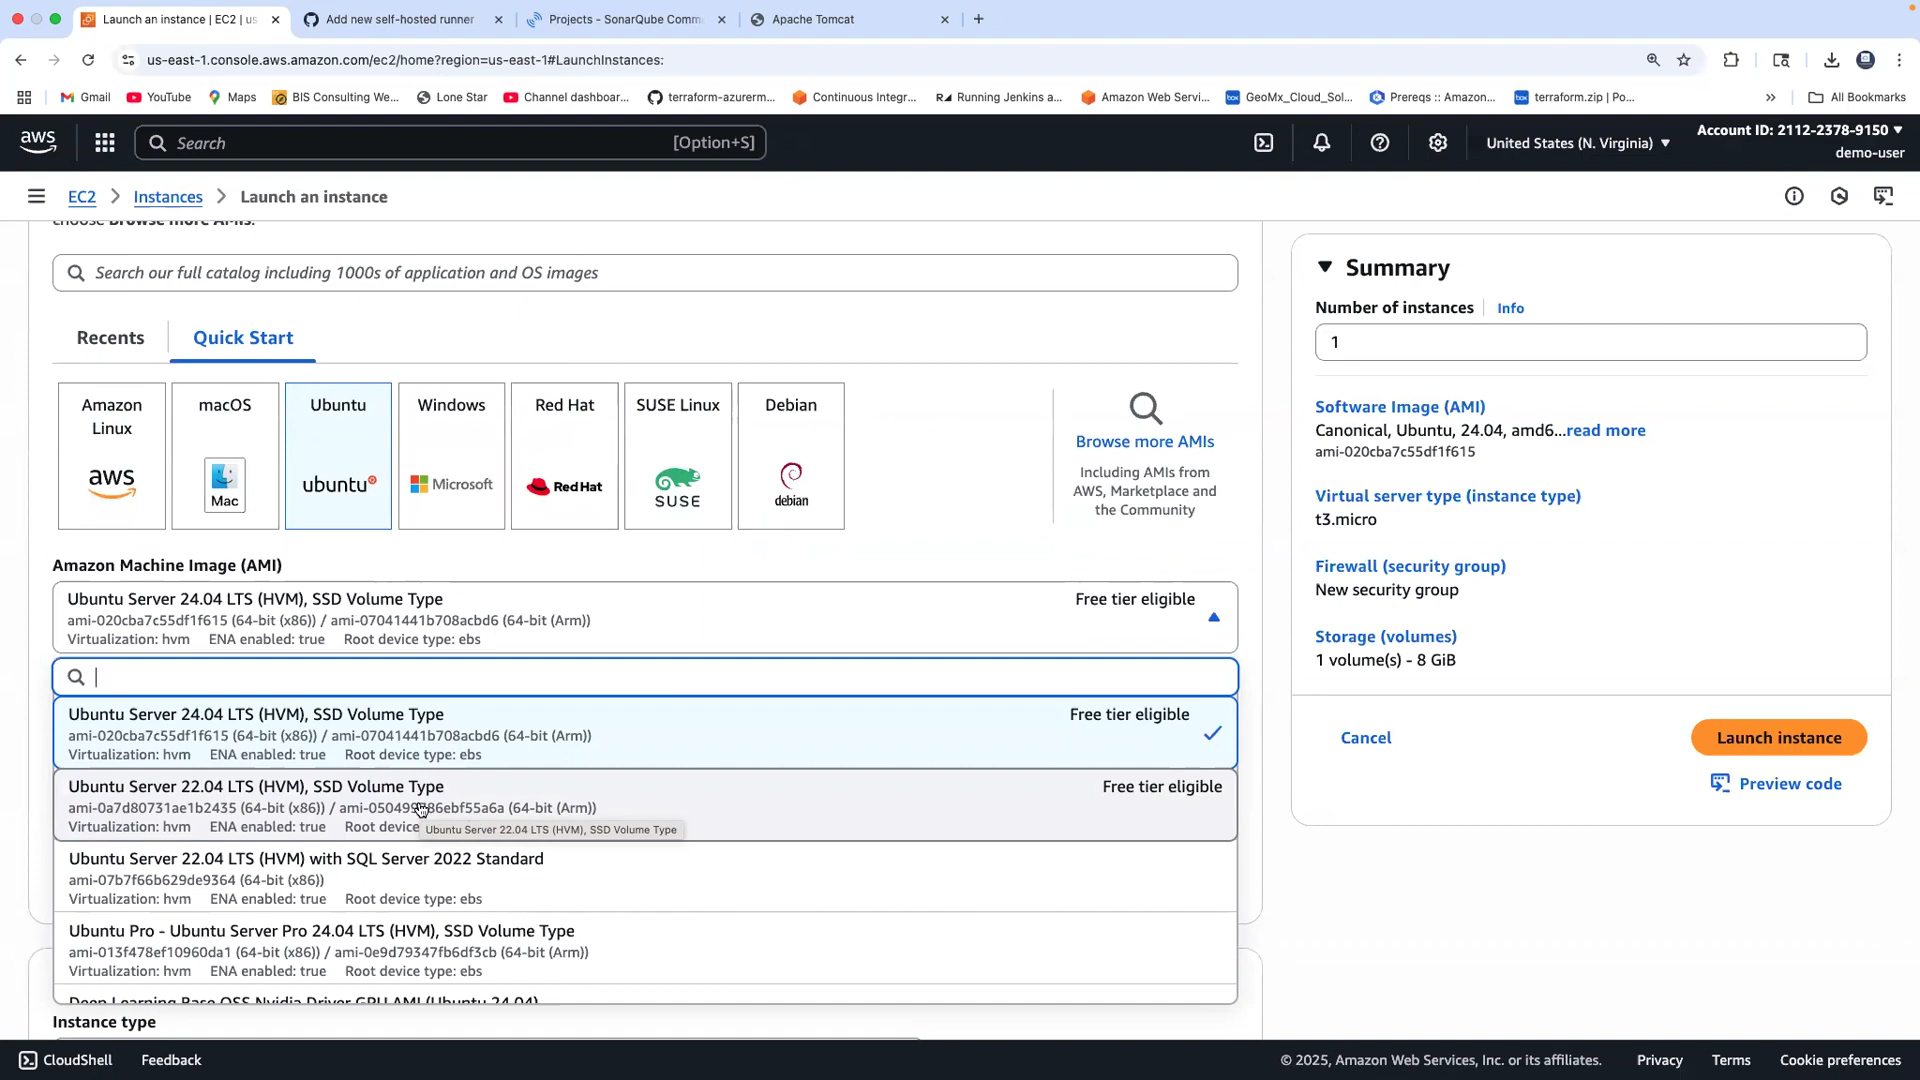 Launch an instance | EC2 | us
Add new self-hosted runner
Projects - SonarQube Comm
Apache Tomcat
us-east-1.console.aws.amazon.com/ec2/home?region=us-east-1#LaunchInstances:
Gmail
YouTube
Maps
BIS Consulting We...
Lone Star
Channel dashboar...
terraform-azurerm...
Continuous Integr...
Running Jenkins a...
Amazon Web Servi...
GeoMx_Cloud_Sol...
Prereqs :: Amazon...
terraform.zip | Po...
All Bookmarks
aws
Search
[Option+S]
United States (N. Virginia)
Account ID: 2112-2378-9150
demo-user
EC2
Instances
Launch an instance
choose Browse more AMIs.
Search our full catalog including 1000s of application and OS images
Recents
Quick Start
Amazon Linux
aws
macOS
Mac
Ubuntu
ubuntu
Windows
Microsoft
Red Hat
Red Hat
SUSE Linux
SUSE
Debian
debian
Browse more AMIs
Including AMIs from
AWS, Marketplace and
the Community
Amazon Machine Image (AMI)
Ubuntu Server 24.04 LTS (HVM), SSD Volume Type
Free tier eligible
ami-020cba7c55df1f615 (64-bit (x86)) / ami-07041441b708acbd6 (64-bit (Arm))
Virtualization: hvm ENA enabled: true Root device type: ebs
Ubuntu Server 24.04 LTS (HVM), SSD Volume Type
Free tier eligible
ami-020cba7c55df1f615 (64-bit (x86)) / ami-07041441b708acbd6 (64-bit (Arm))
Virtualization: hvm ENA enabled: true Root device type: ebs
Ubuntu Server 22.04 LTS (HVM), SSD Volume Type
Free tier eligible
ami-0a7d80731ae1b2435 (64-bit (x86)) / (64-bit (Arm))
Virtualization: hvm ENA enabled: true Root device
Ubuntu Server 22.04 LTS (HVM), SSD Volume Type
Ubuntu Server 22.04 LTS (HVM) with SQL Server 2022 Standard
ami-07b7f66b629de9364 (64-bit (x86))
Virtualization: hvm ENA enabled: true Root device type: ebs
Ubuntu Pro - Ubuntu Server Pro 24.04 LTS (HVM), SSD Volume Type
ami-013f478ef10960da1 (64-bit (x86)) / ami-0e9d79347fb6df3cb (64-bit (Arm))
Virtualization: hvm ENA enabled: true Root device type: ebs
Deep Learning Base OSS Nvidia Driver GPU AMI (Ubuntu 24.04)
Instance type
Summary
Number of instances
Info
1
Software Image (AMI)
Canonical, Ubuntu, 24.04, amd6...read more
ami-020cba7c55df1f615
Virtual server type (instance type)
t3.micro
Firewall (security group)
New security group
Storage (volumes)
1 volume(s) - 8 GiB
Cancel
Launch instance
Preview code
CloudShell
Feedback
© 2025, Amazon Web Services, Inc. or its affiliates.
Privacy
Terms
Cookie preferences